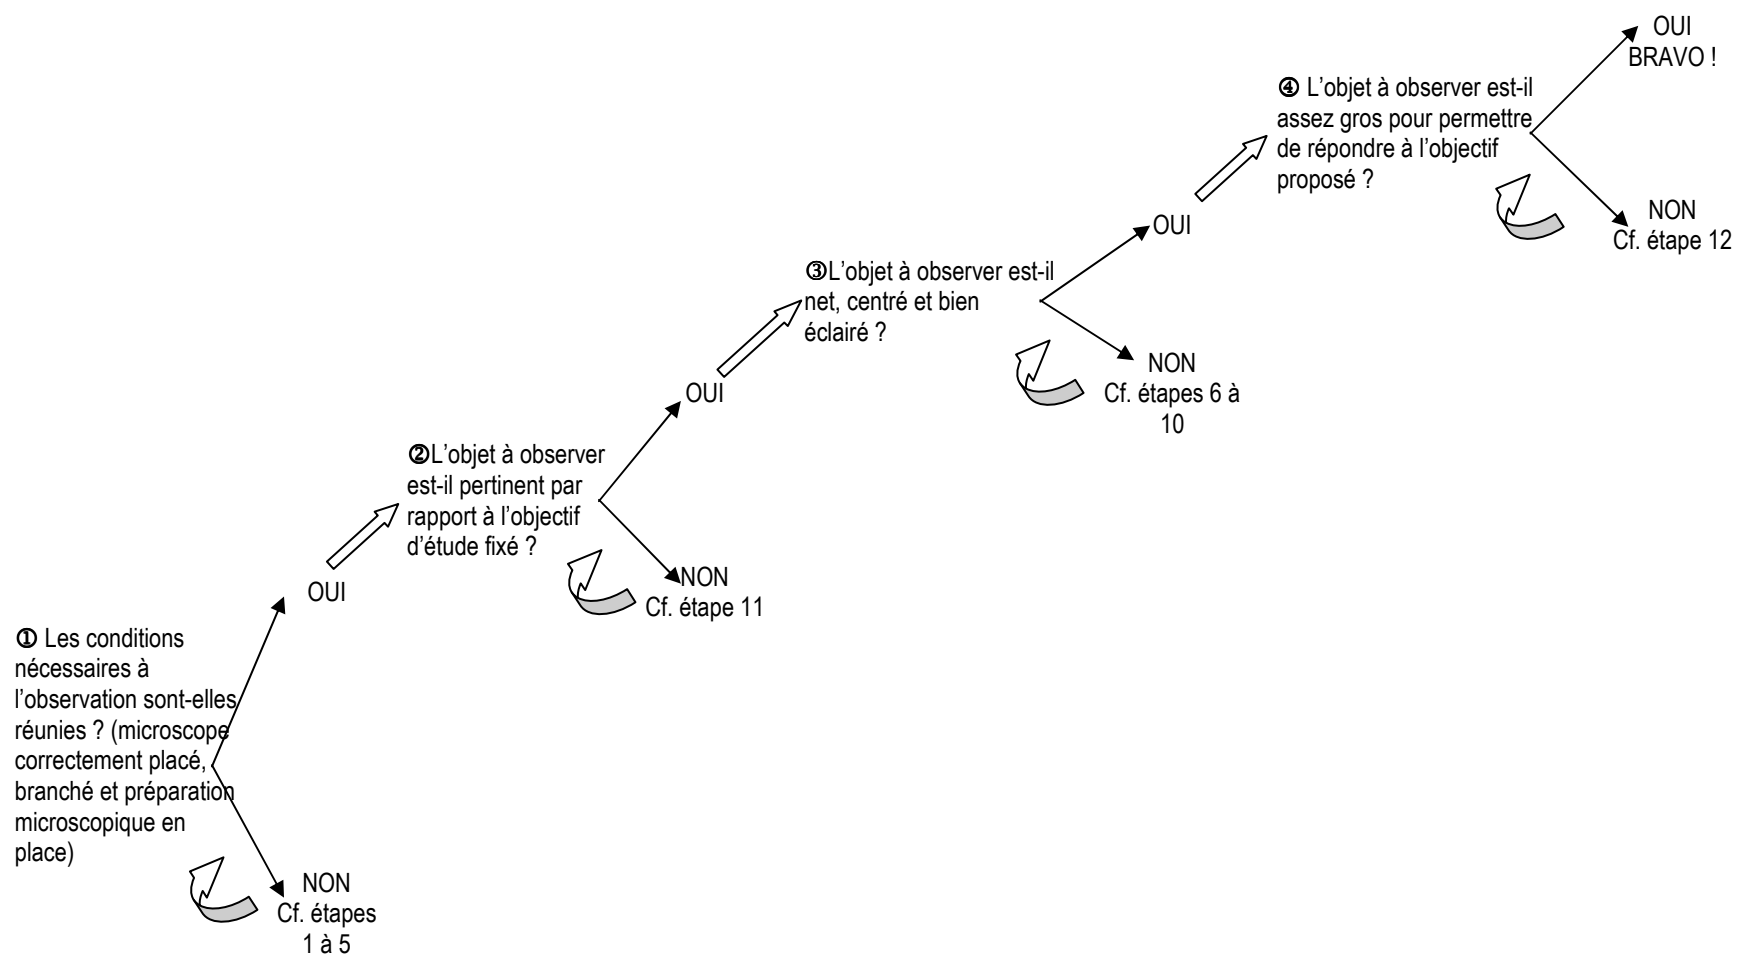 ① Les conditions
nécessaires à
l’observation sont-elles
réunies ? (microscope
correctement placé,
branché et préparation
microscopique en
place)
OUI
NON
Cf. étapes
1 à 5
②L’objet à observer
est-il pertinent par
rapport à l’objectif
d’étude fixé ?
OUI
NON
Cf. étape 11
③L’objet à observer est-il
net, centré et bien
éclairé ?
OUI
NON
Cf. étapes 6 à
10
④ L’objet à observer est-il
assez gros pour permettre
de répondre à l’objectif
proposé ?
OUI
BRAVO !
NON
Cf. étape 12